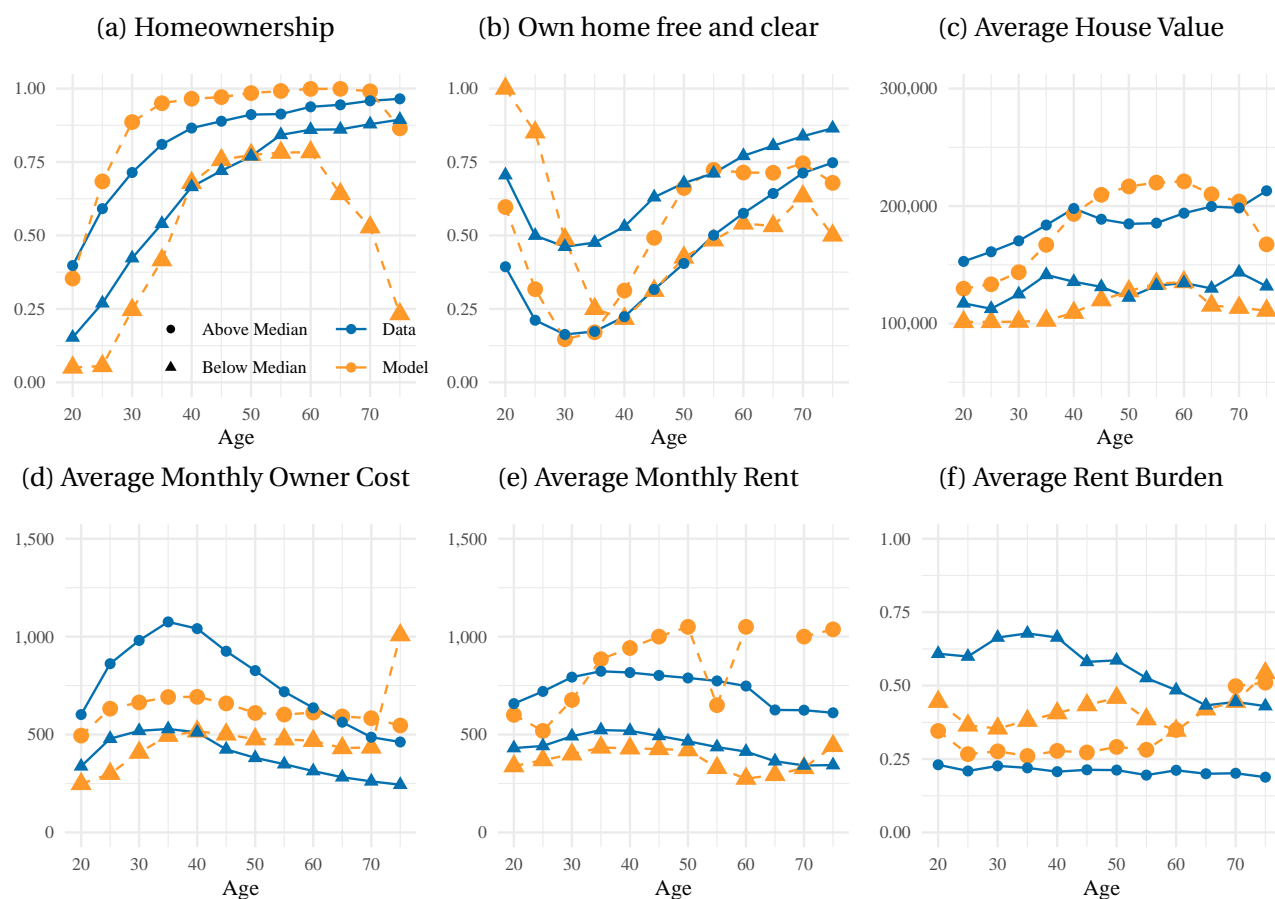 (a) Homeownership
1.00
0.75
0.50
0.25
0.00
Above Median
Data
Below Median
Model
20 30 40 50 60 70
Age
(b) Own home free and clear
1.00
0.75
0.50
0.25
0.00
20 30 40 50 60 70
Age
(c) Average House Value
300,000
200,000
100,000
20 30 40 50 60 70
Age
(d) Average Monthly Owner Cost
1,500
1,000
500
0
20 30 40 50 60 70
Age
(e) Average Monthly Rent
1,500
1,000
500
0
20 30 40 50 60 70
Age
(f) Average Rent Burden
1.00
0.75
0.50
0.25
0.00
20 30 40 50 60 70
Age